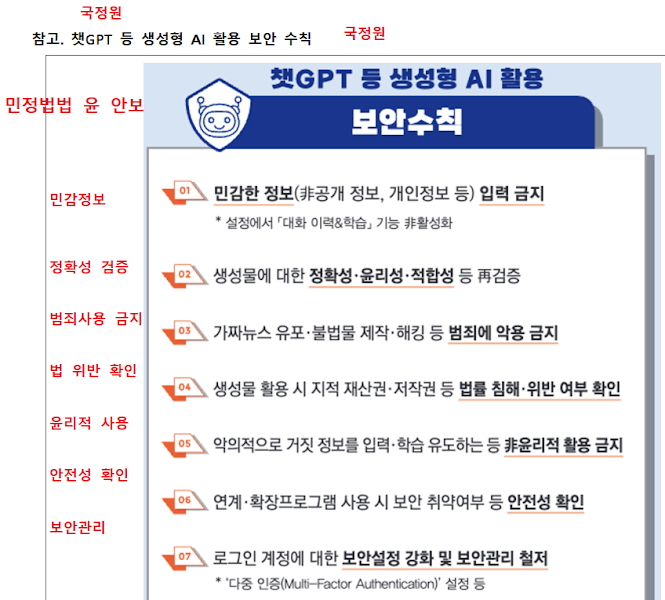 국정원
참고. 챗GPT 등 생성형 AI 활용 보안 수칙
국정원
민정법법 윤 안보
챗GPT 등 생성형 AI 활용
보안수칙
민감정보
01 민감한 정보(非공개 정보, 개인정보 등) 입력 금지
* 설정에서 「대화 이력&학습」 기능 非활성화
정확성 검증
02 생성물에 대한 정확성·윤리성·적합성 등 再검증
범죄사용 금지
03 가짜뉴스 유포·불법물 제작·해킹 등 범죄에 악용 금지
법 위반 확인
04 생성물 활용 시 지적 재산권·저작권 등 법률 침해·위반 여부 확인
윤리적 사용
05 악의적으로 거짓 정보를 입력·학습 유도하는 등 非윤리적 활용 금지
안전성 확인
06 연계·확장프로그램 사용 시 보안 취약여부 등 안전성 확인
보안관리
07 로그인 계정에 대한 보안설정 강화 및 보안관리 철저
* '다중 인증(Multi-Factor Authentication)' 설정 등